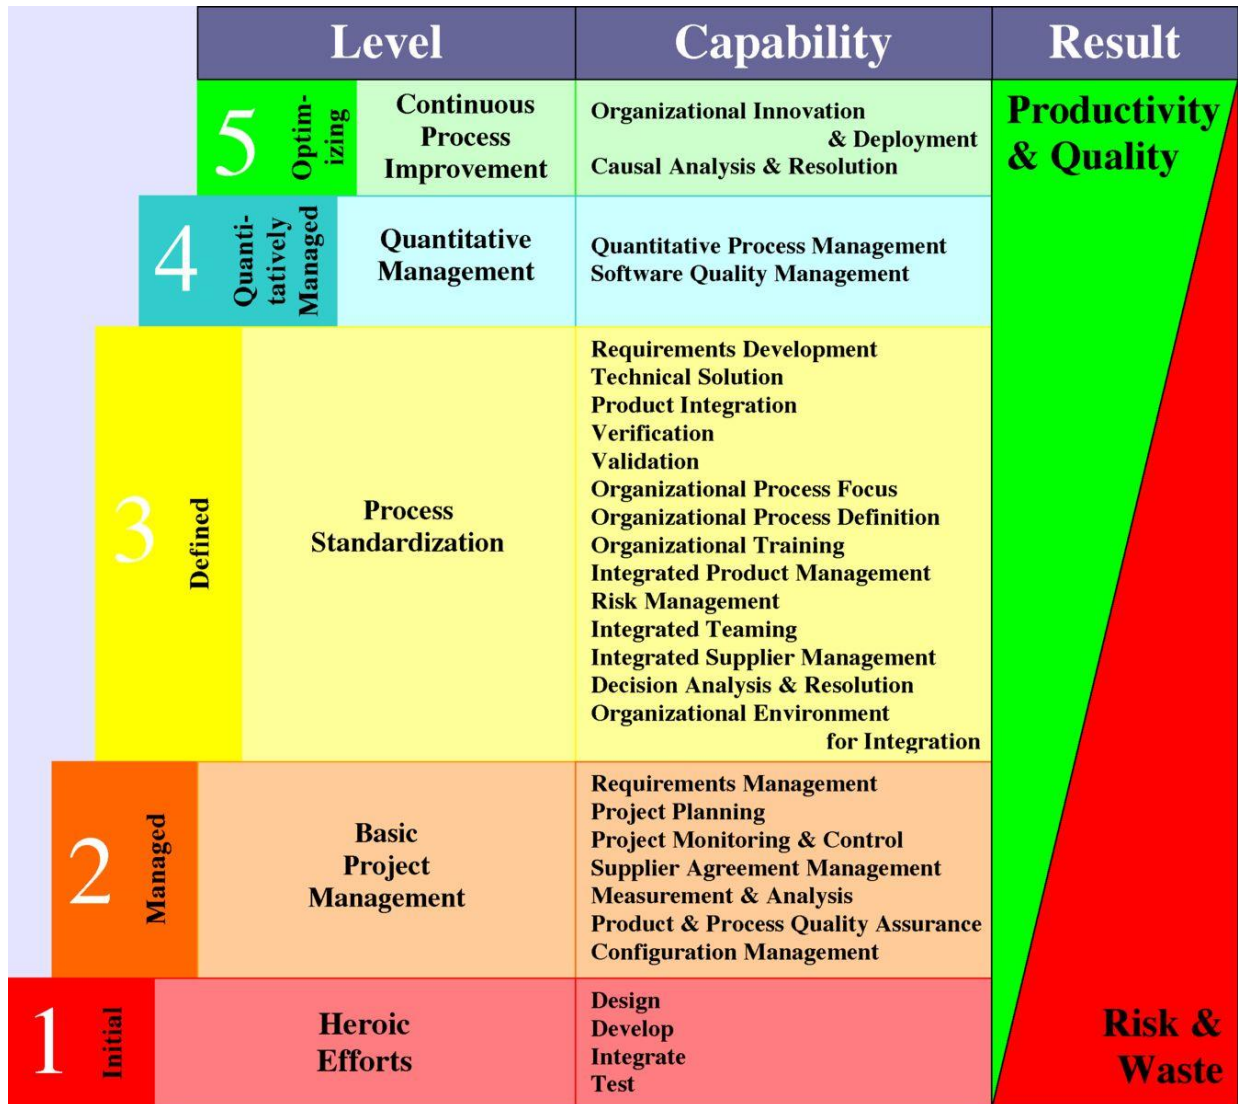 Level
Capability
Result
5
Optim-
izing
Continuous
Process
Improvement
Organizational Innovation
& Deployment
Causal Analysis & Resolution
Productivity
& Quality
4
Quanti-
tatively
Managed
Quantitative
Management
Quantitative Process Management
Software Quality Management
3
Defined
Process
Standardization
Requirements Development
Technical Solution
Product Integration
Verification
Validation
Organizational Process Focus
Organizational Process Definition
Organizational Training
Integrated Product Management
Risk Management
Integrated Teaming
Integrated Supplier Management
Decision Analysis & Resolution
Organizational Environment
for Integration
2
Managed
Basic
Project
Management
Requirements Management
Project Planning
Project Monitoring & Control
Supplier Agreement Management
Measurement & Analysis
Product & Process Quality Assurance
Configuration Management
1
Initial
Heroic
Efforts
Design
Develop
Integrate
Test
Risk &
Waste